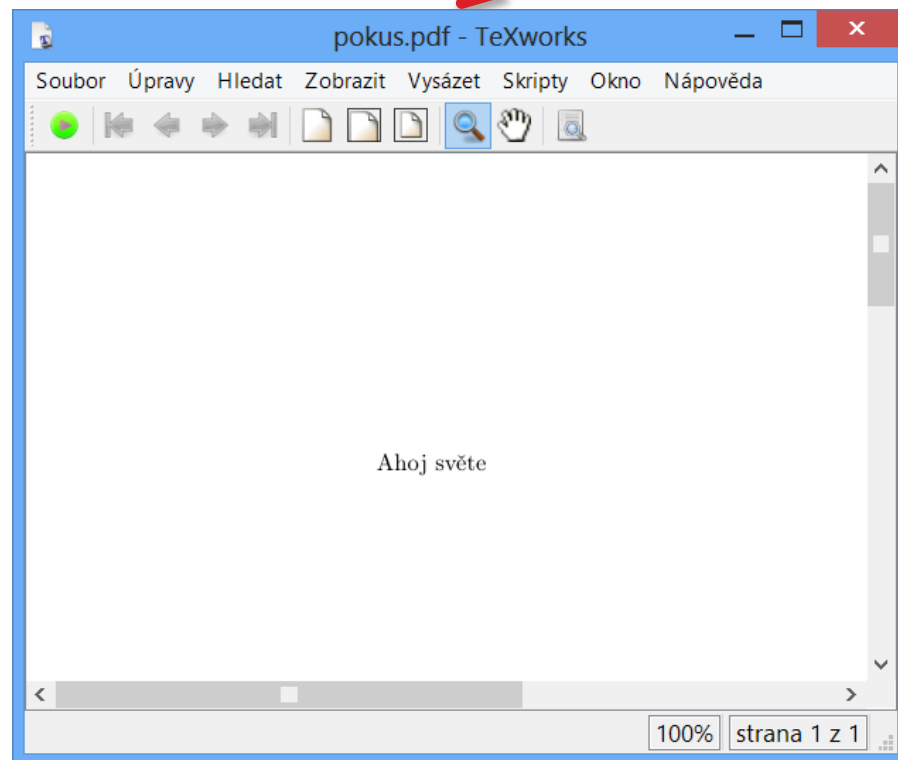 pokus.pdf - TeXworks
Soubor Úpravy Hledat Zobrazit Vysázet Skripty Okno Nápověda
Ahoj světe
100% strana 1 z 1